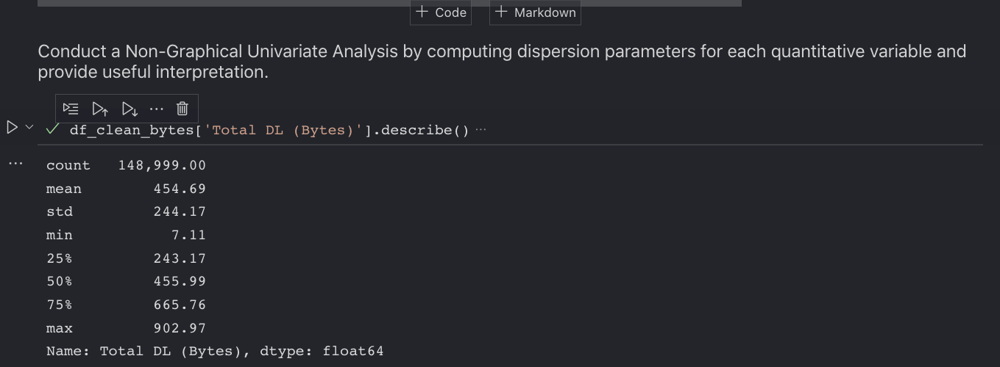 + Code + Markdown
Conduct a Non-Graphical Univariate Analysis by computing dispersion parameters for each quantitative variable and
provide useful interpretation.
df_clean_bytes['Total DL (Bytes)'].describe() ...
count 148,999.00
mean 454.69
std 244.17
min 7.11
25% 243.17
50% 455.99
75% 665.76
max 902.97
Name: Total DL (Bytes), dtype: float64